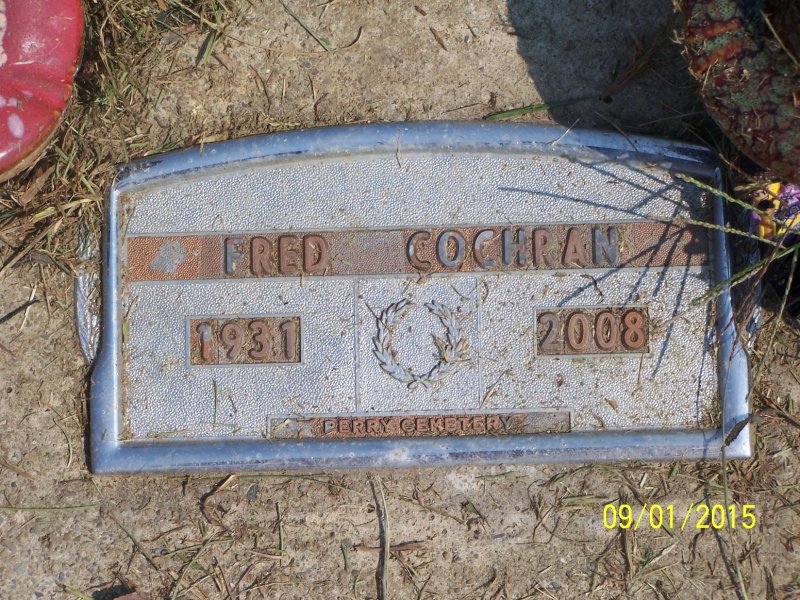 FRED COCHRAN
1931 2008
PERRY CEMETERY
09/01/2015